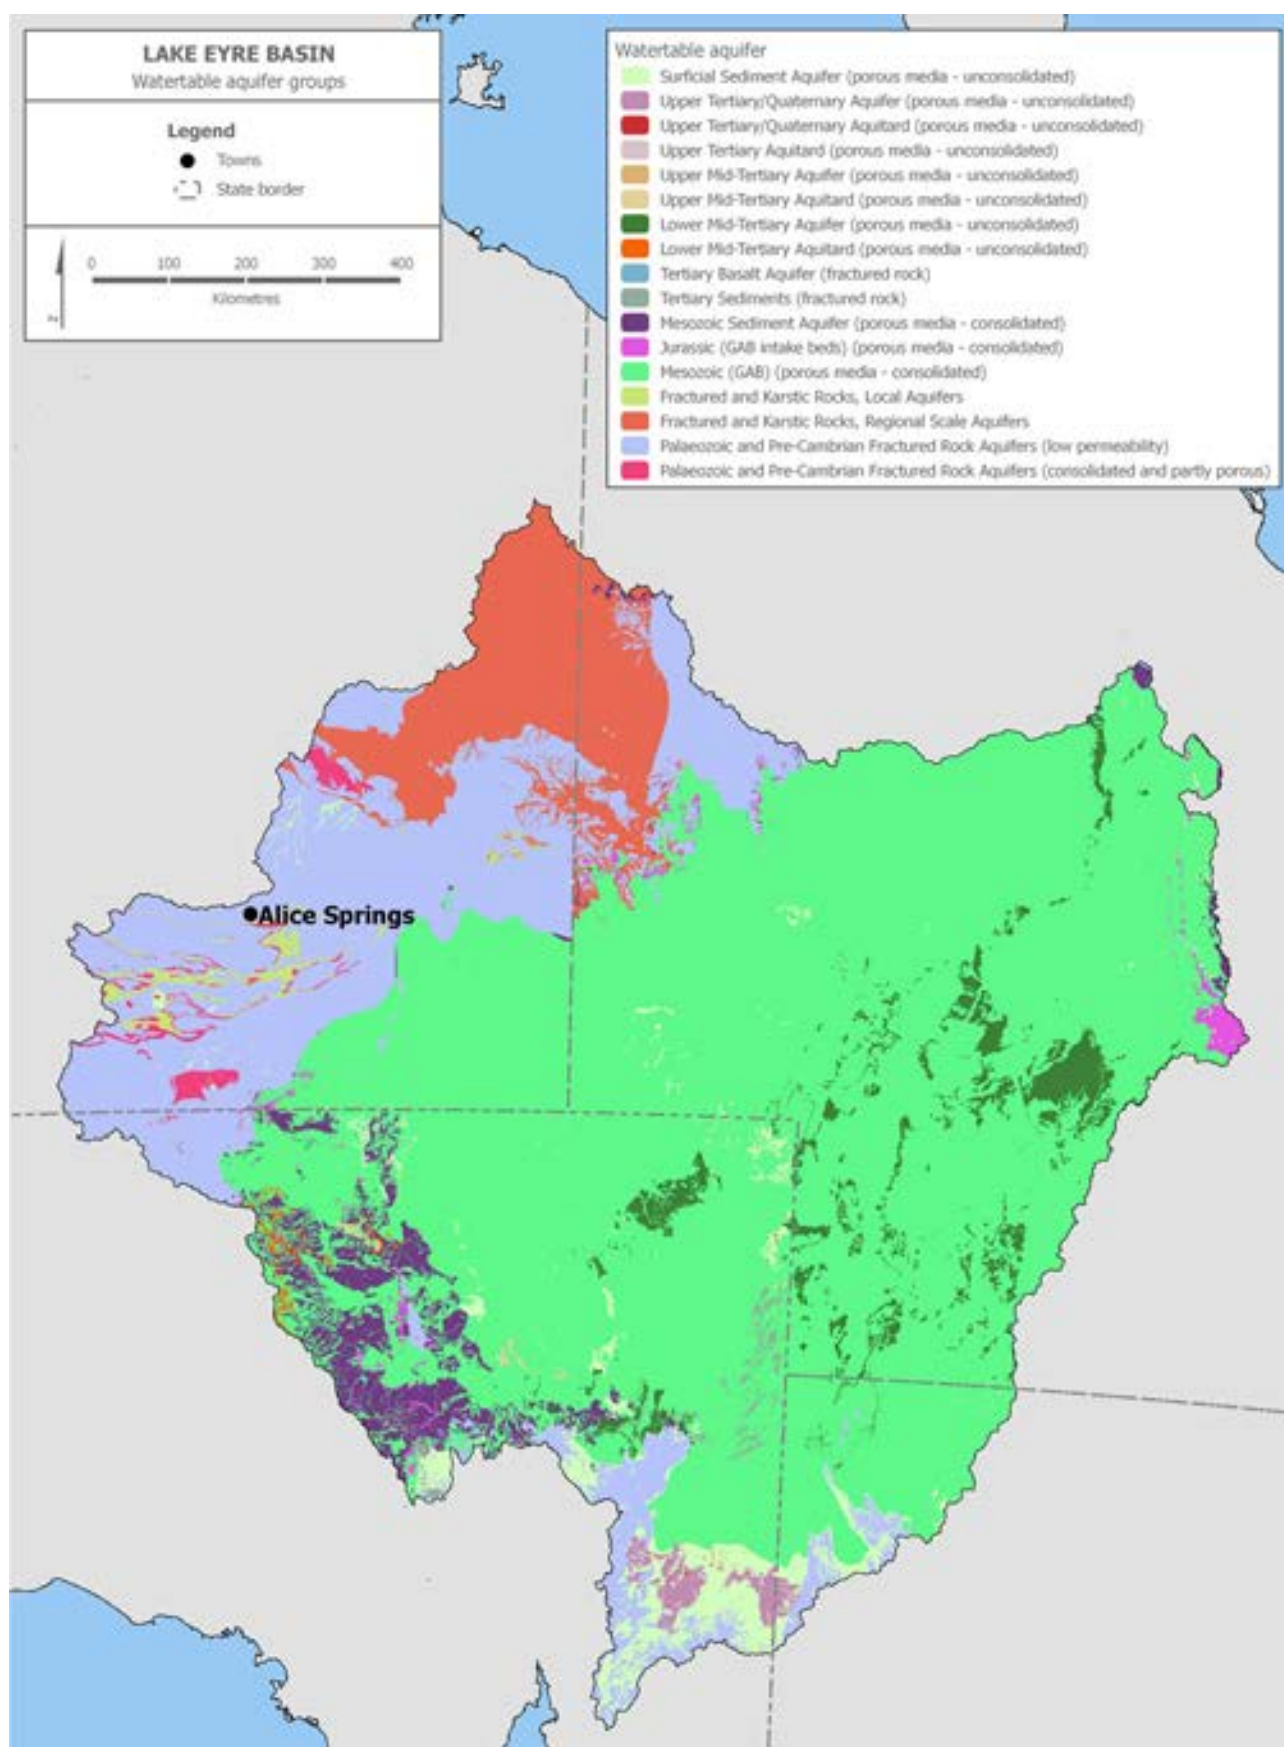 LAKE EYRE BASIN
Watertable aquifer groups
Legend
Towns
State border
0 100 200 300 400
Kilometres
Watertable aquifer
Surficial Sediment Aquifer (porous media - unconsolidated)
Upper Tertiary/Quaternary Aquifer (porous media - unconsolidated)
Upper Tertiary/Quaternary Aquitard (porous media - unconsolidated)
Upper Tertiary Aquitard (porous media - unconsolidated)
Upper Mid-Tertiary Aquifer (porous media - unconsolidated)
Upper Mid-Tertiary Aquitard (porous media - unconsolidated)
Lower Mid-Tertiary Aquifer (porous media - unconsolidated)
Lower Mid-Tertiary Aquitard (porous media - unconsolidated)
Tertiary Basalt Aquifer (fractured rock)
Tertiary Sediments (fractured rock)
Mesozoic Sediment Aquifer (porous media - consolidated)
Jurassic (GAB intake beds) (porous media - consolidated)
Mesozoic (GAB) (porous media - consolidated)
Fractured and Karstic Rocks, Local Aquifers
Fractured and Karstic Rocks, Regional Scale Aquifers
Palaeozoic and Pre-Cambrian Fractured Rock Aquifers (low permeability)
Palaeozoic and Pre-Cambrian Fractured Rock Aquifers (consolidated and partly porous)
Alice Springs